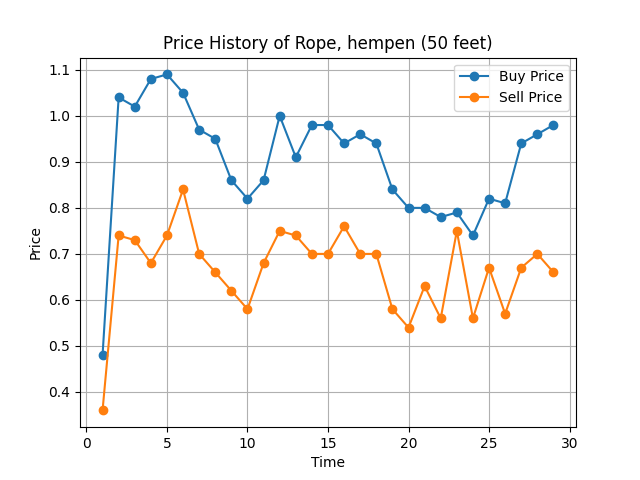 Price History of Rope, hempen (50 feet)
Buy Price
Sell Price
1.1
1.0
0.9
0.8
0.7
0.6
0.5
0.4
Price
0 5 10 15 20 25 30
Time